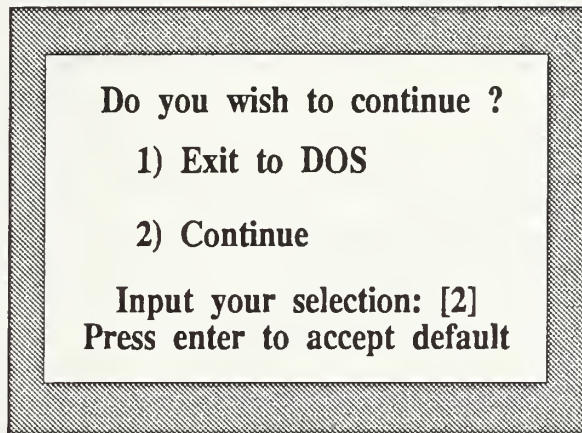 Do you wish to continue ?
1) Exit to DOS
2) Continue
Input your selection: [2]
Press enter to accept default